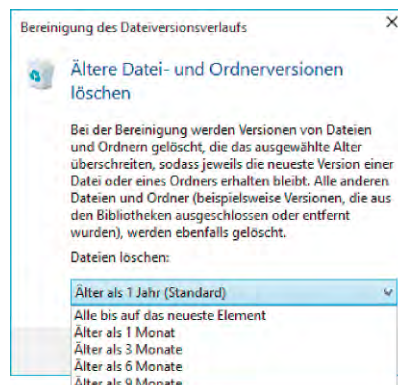 Bereinigung des Dateiversionsverlaufs
Ältere Datei- und Ordnerversionen
löschen
Bei der Bereinigung werden Versionen von Dateien
und Ordnern gelöscht, die das ausgewählte Alter
überschreiten, sodass jeweils die neueste Version einer
Datei oder eines Ordners erhalten bleibt. Alle anderen
Dateien und Ordner (beispielsweise Versionen, die aus
den Bibliotheken ausgeschlossen oder entfernt
wurden), werden ebenfalls gelöscht.
Dateien löschen:
Älter als 1 Jahr (Standard)
Alle bis auf das neueste Element
Älter als 1 Monat
Älter als 3 Monate
Älter als 6 Monate
Älter als 9 Monate